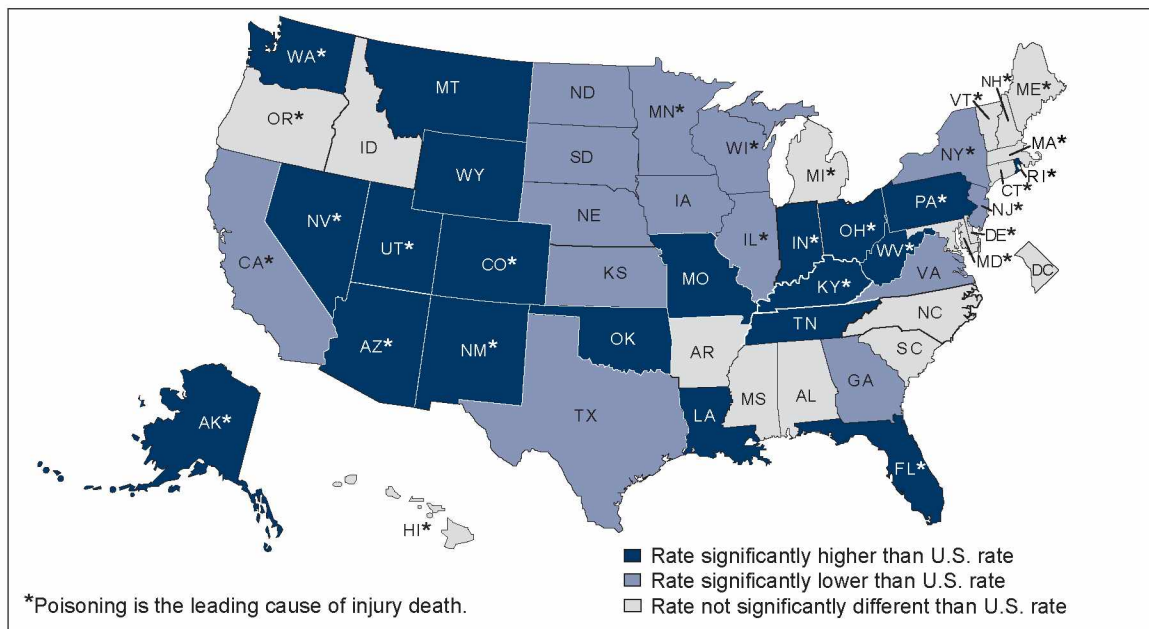 WA*
MT
ND
MN*
VT*
NH*
ME*
OR*
ID
SD
WI*
NY*
MA*
WY
MI*
CT*
RI*
NE
IA
PA*
NJ*
NV*
UT*
CO*
IL*
IN*
OH*
DE*
CA*
KS
MO
WV*
VA
MD*
DC
KY*
AZ*
NM*
OK
AR
TN
NC
SC
TX
LA
MS
AL
GA
AK*
FL*
HI*
Rate significantly higher than U.S. rate
Rate significantly lower than U.S. rate
Rate not significantly different than U.S. rate
*Poisoning is the leading cause of injury death.